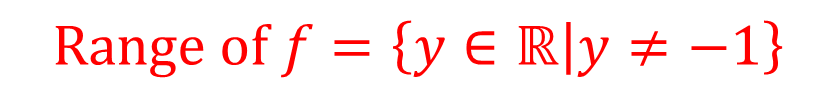 Range of 𝑓 = {𝑦 ∈ ℝ|𝑦 ≠ −1}